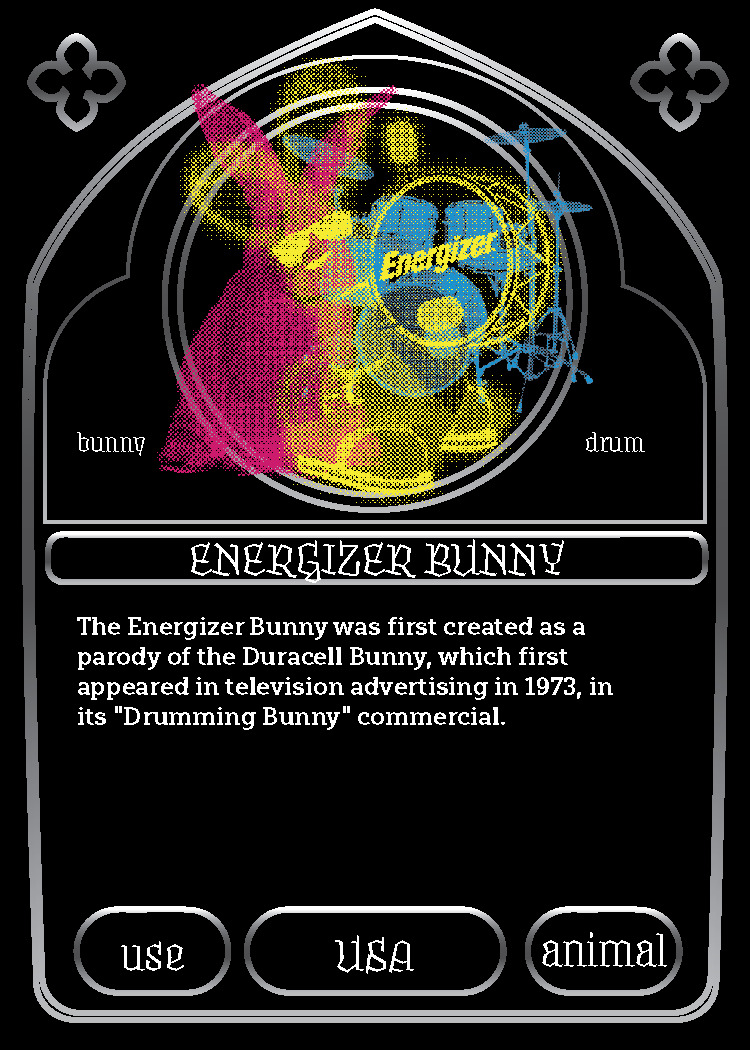 Energizer
bunny
drum
ENERGIZER BUNNY
The Energizer Bunny was first created as a
parody of the Duracell Bunny, which first
appeared in television advertising in 1973, in
its "Drumming Bunny" commercial.
use
USA
animal